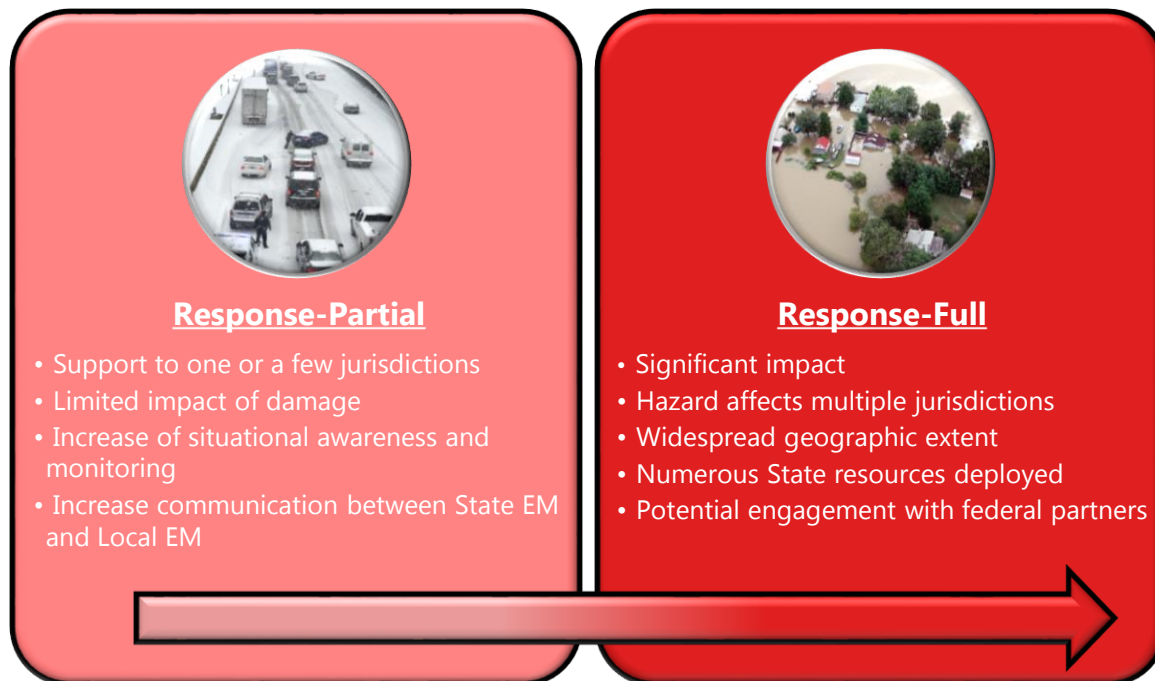 Response-Partial
• Support to one or a few jurisdictions
• Limited impact of damage
• Increase of situational awareness and
monitoring
• Increase communication between State EM
and Local EM
Response-Full
• Significant impact
• Hazard affects multiple jurisdictions
• Widespread geographic extent
• Numerous State resources deployed
• Potential engagement with federal partners